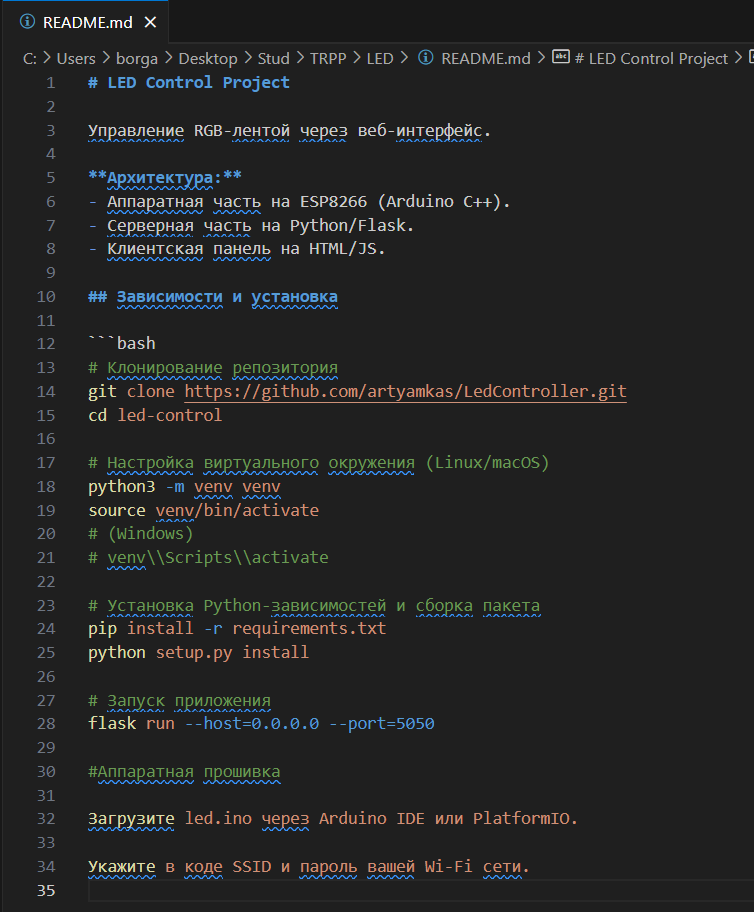 README.md
C: > Users > borga > Desktop > Stud > TRPP > LED > README.md > # LED Control Project >
1 # LED Control Project
2
3 Управление RGB-лентой через веб-интерфейс.
4
5 **Архитектура:**
6 - Аппаратная часть на ESP8266 (Arduino C++).
7 - Серверная часть на Python/Flask.
8 - Клиентская панель на HTML/JS.
9
10 ## Зависимости и установка
11
12 ```bash
13 # Клонирование репозитория
14 git clone https://github.com/artyamkas/LedController.git
15 cd led-control
16
17 # Настройка виртуального окружения (Linux/macOS)
18 python3 -m venv venv
19 source venv/bin/activate
20 # (Windows)
21 # venv\\Scripts\\activate
22
23 # Установка Python-зависимостей и сборка пакета
24 pip install -r requirements.txt
25 python setup.py install
26
27 # Запуск приложения
28 flask run --host=0.0.0.0 --port=5050
29
30 #Аппаратная прошивка
31
32 Загрузите led.ino через Arduino IDE или PlatformIO.
33
34 Укажите в коде SSID и пароль вашей Wi-Fi сети.
35